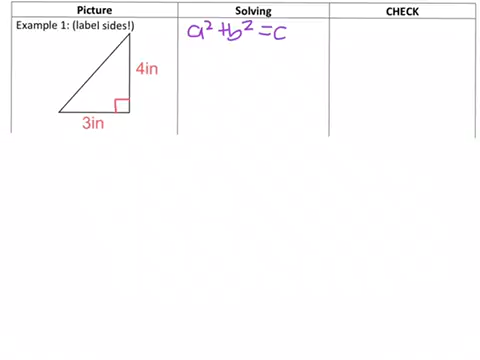 Picture Solving CHECK
Example 1: (label sides!)
a² + b² = c
4in
3in